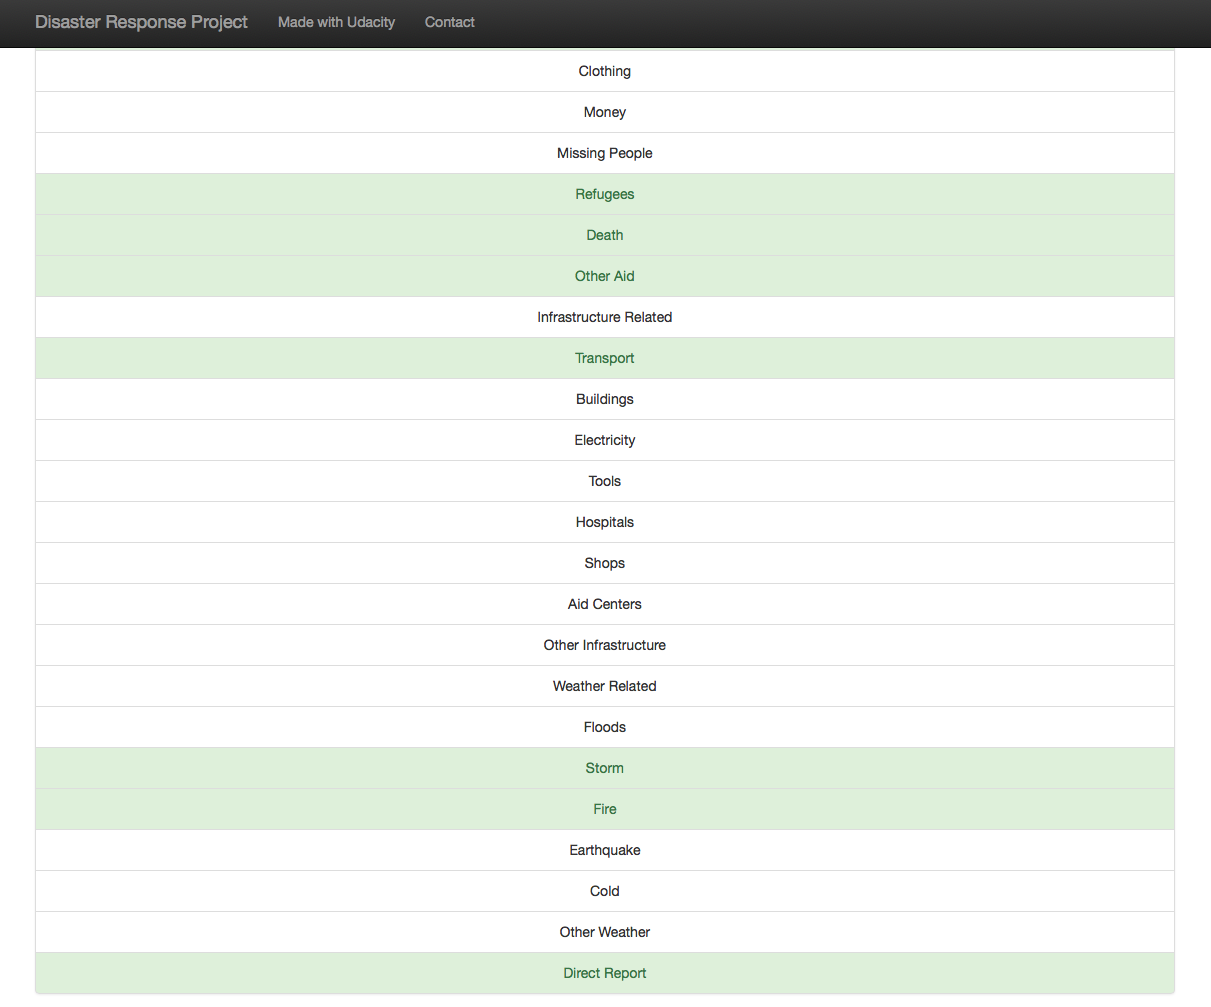 Disaster Response Project Made with Udacity Contact
Clothing
Money
Missing People
Refugees
Death
Other Aid
Infrastructure Related
Transport
Buildings
Electricity
Tools
Hospitals
Shops
Aid Centers
Other Infrastructure
Weather Related
Floods
Storm
Fire
Earthquake
Cold
Other Weather
Direct Report